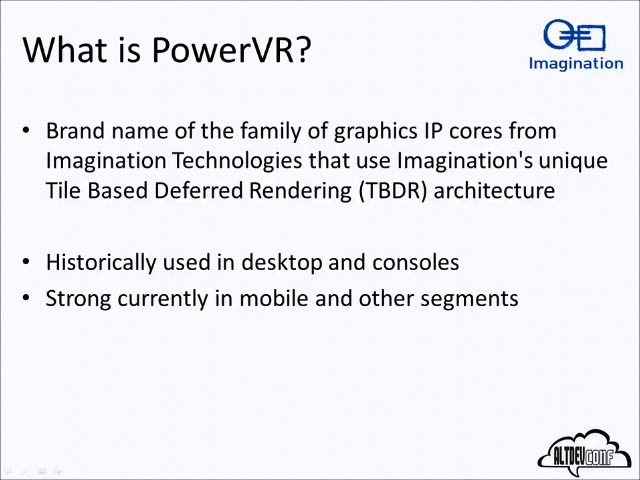 What is PowerVR?
Imagination
• Brand name of the family of graphics IP cores from
Imagination Technologies that use Imagination's unique
Tile Based Deferred Rendering (TBDR) architecture
• Historically used in desktop and consoles
• Strong currently in mobile and other segments
ALTDEVCONF